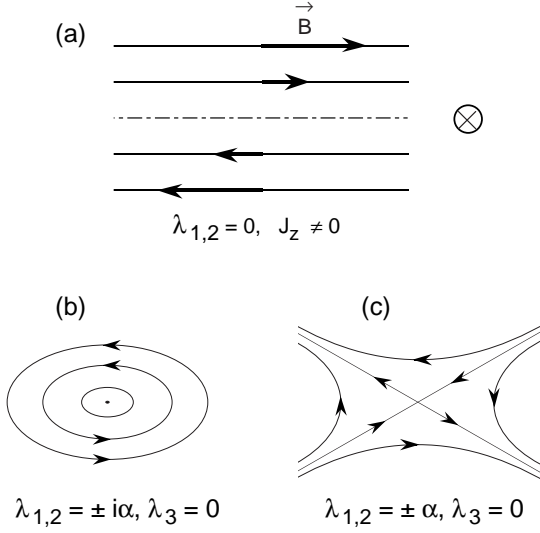 (a)
B
λ1,2 = 0, Jz ≠ 0
(b)
(c)
λ1,2 = ± iα, λ3 = 0
λ1,2 = ± α, λ3 = 0